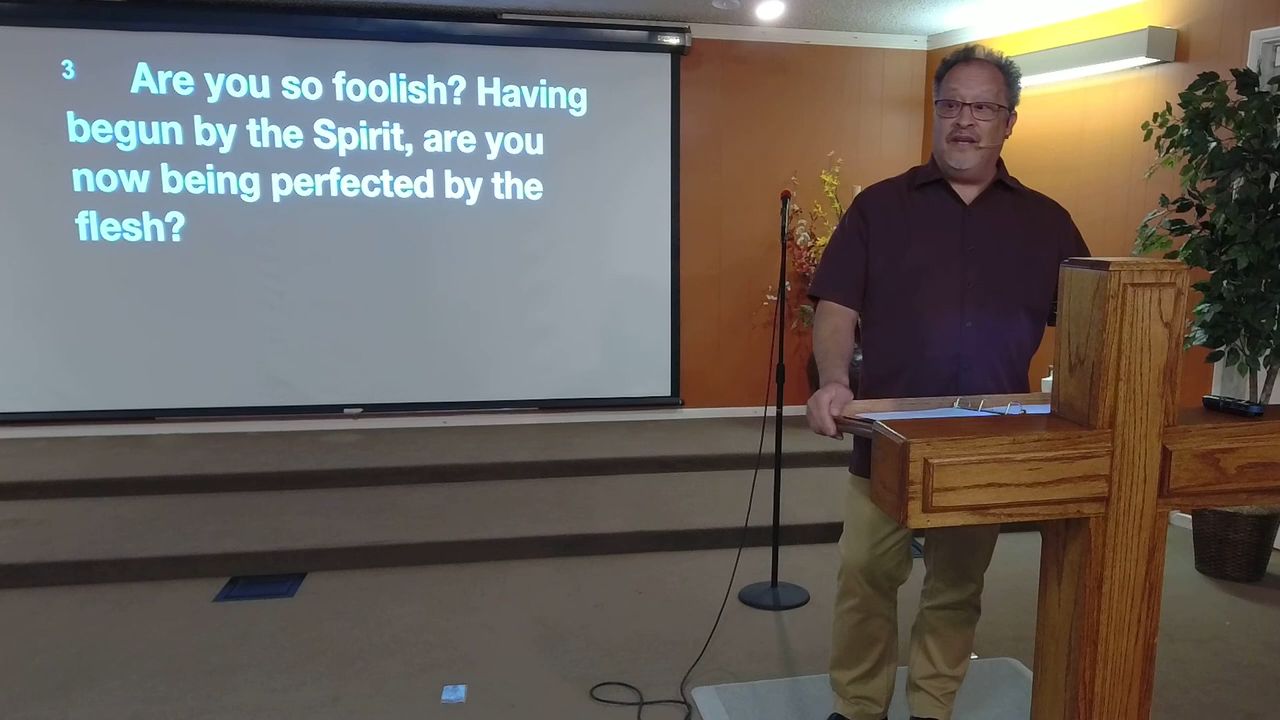 3 Are you so foolish? Having
begun by the Spirit, are you
now being perfected by the
flesh?